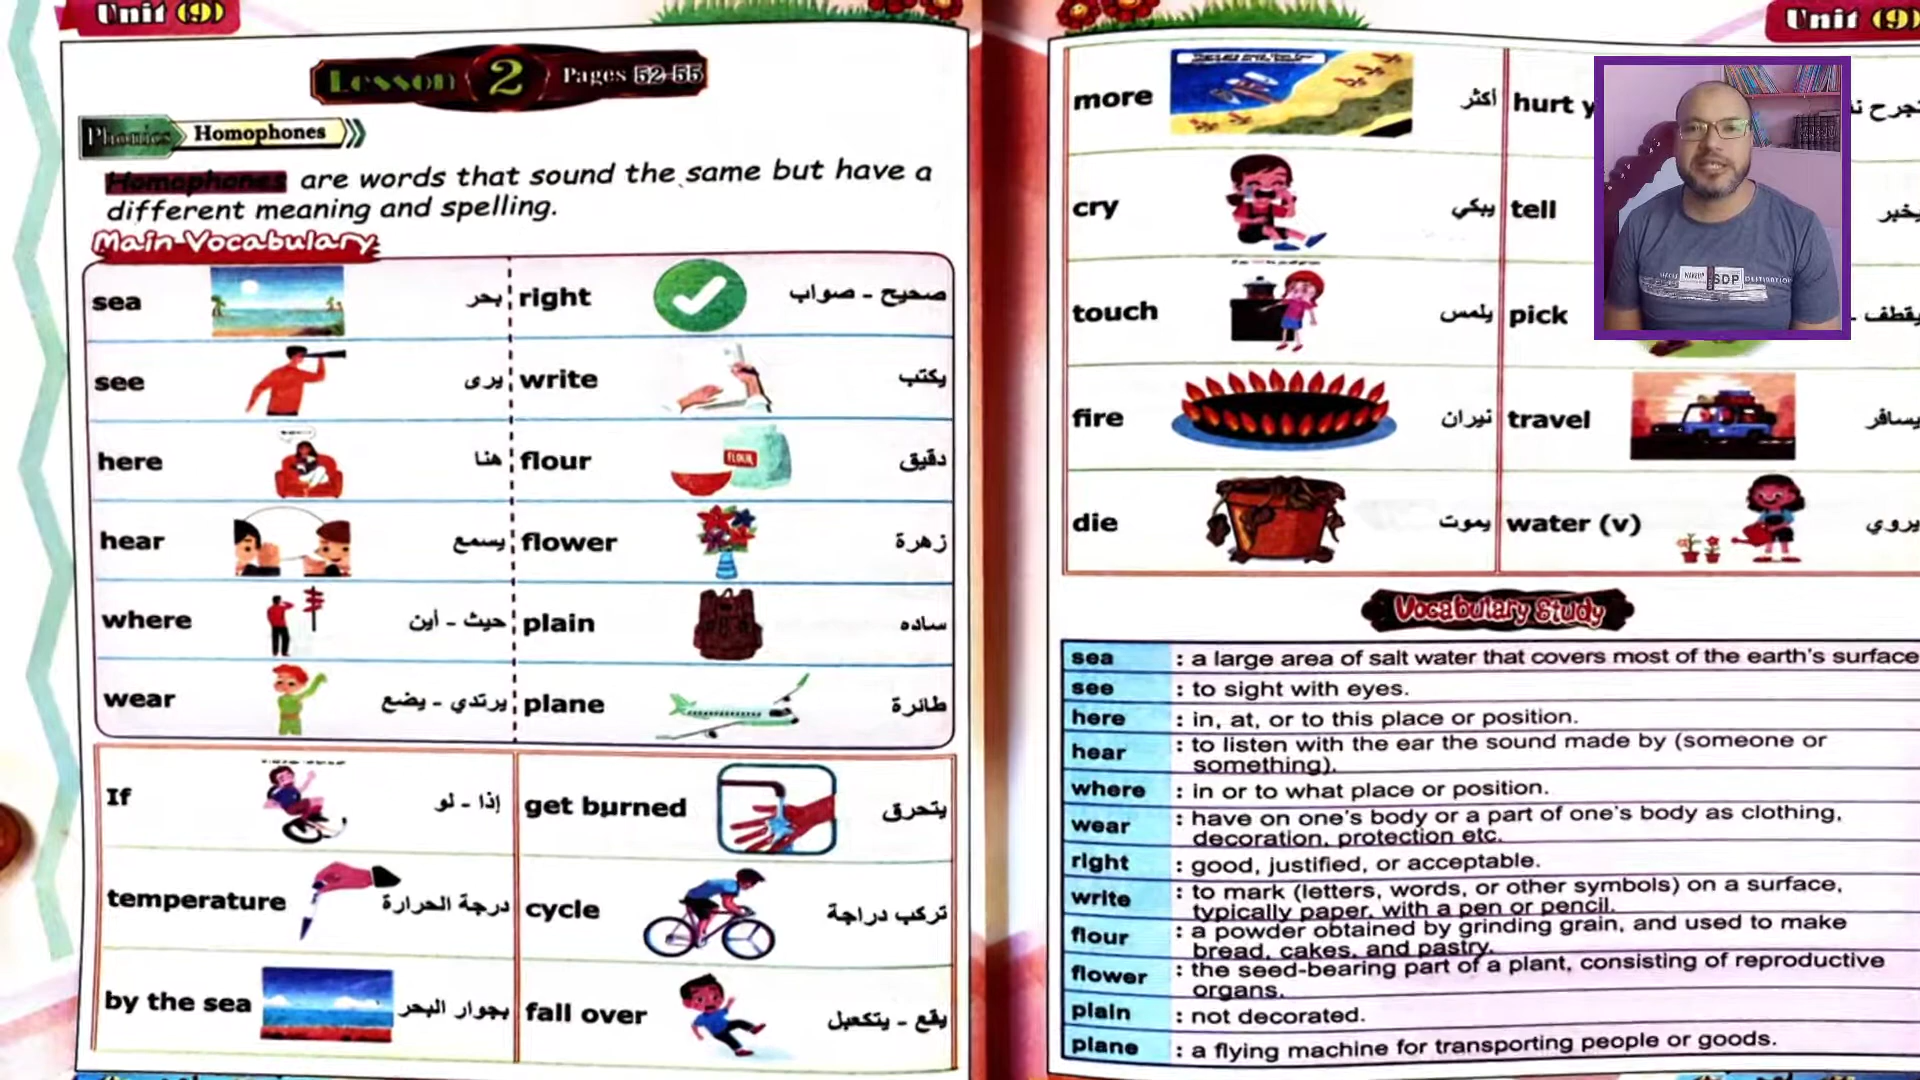 Unit (9)
Lesson 2 Pages 52-55
Phonics Homophones
Homophones are words that sound the same but have a
different meaning and spelling.
Main Vocabulary
sea بحر right صحيح - صواب
see يرى write يكتب
here هنا flour FLOUR دقيق
hear يسمع flower زهرة
where حيث - أين plain ساده
wear يرتدي - يضع plane طائرة
If إذا - لو get burned يتحرق
temperature درجة الحرارة cycle تركب دراجة
by the sea بجوار البحر fall over يقع - يتكعبل
Unit (9)
more أكثر hurt
cry يبكي tell يخبر
touch يلمس pick يقطف
fire نيران travel يسافر
die يموت water (v) يروي
SDP
Vocabulary Study
sea : a large area of salt water that covers most of the earth's surface
see : to sight with eyes.
here : in, at, or to this place or position.
hear : to listen with the ear the sound made by (someone or
something).
where : in or to what place or position.
wear : have on one's body or a part of one's body as clothing,
decoration, protection etc.
right : good, justified, or acceptable.
write : to mark (letters, words, or other symbols) on a surface,
typically paper, with a pen or pencil.
flour : a powder obtained by grinding grain, and used to make
bread, cakes, and pastry.
flower : the seed-bearing part of a plant, consisting of reproductive
organs.
plain : not decorated.
plane : a flying machine for transporting people or goods.